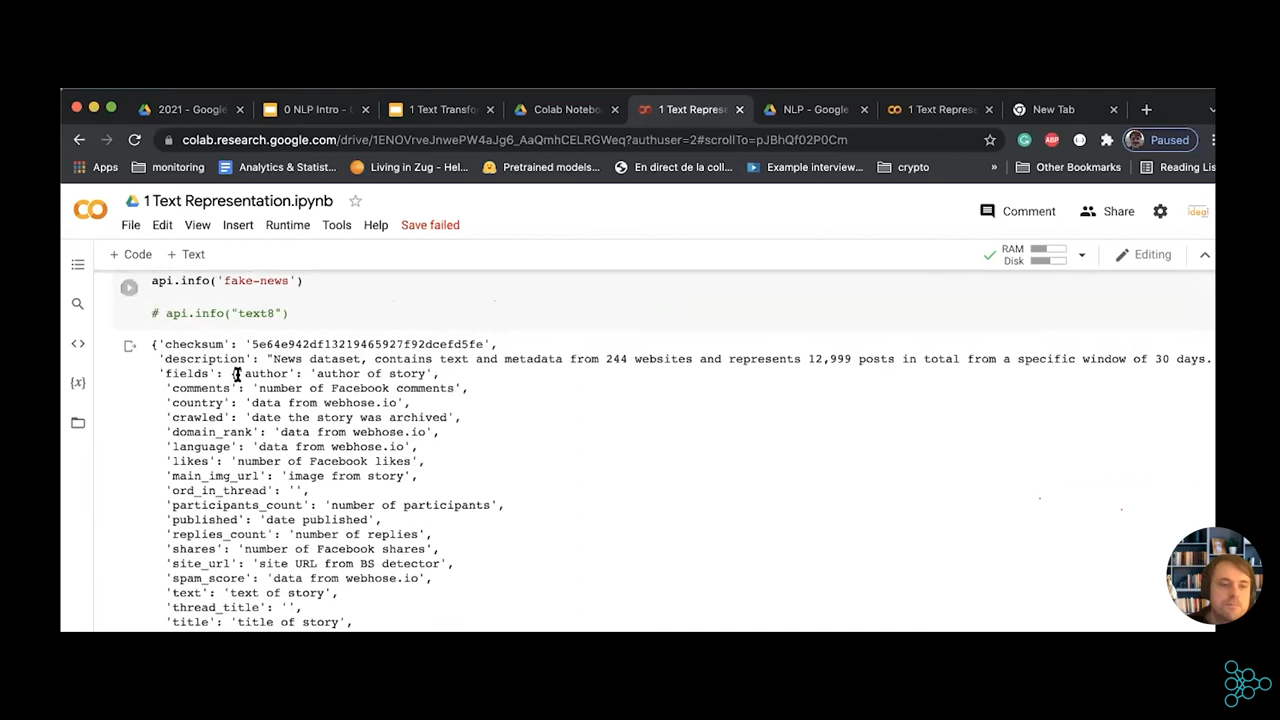 2021 - Google
0 NLP Intro -
1 Text Transfo
Colab Notebo
1 Text Repres
NLP - Google
1 Text Repres
New Tab
colab.research.google.com/drive/1ENOVrveJnwePW4aJg6_AaQmhCELRGWeq?authuser=2#scrollTo=pJBhQf02P0Cm
Paused
Apps
monitoring
Analytics & Statisti...
Living in Zug - Hel...
Pretrained models...
En direct de la coll...
Example interview...
crypto
»
Other Bookmarks
Reading Lis
1 Text Representation.ipynb
File Edit View Insert Runtime Tools Help Save failed
Comment
Share
+ Code + Text
RAM
Disk
Editing
api.info('fake-news')
# api.info("text8")
{'checksum': '5e64e942df13219465927f92dcefd5fe',
'description': "News dataset, contains text and metadata from 244 websites and represents 12,999 posts in total from a specific window of 30 days.
'fields': {'author': 'author of story',
'comments': 'number of Facebook comments',
'country': 'data from webhose.io',
'crawled': 'date the story was archived',
'domain_rank': 'data from webhose.io',
'language': 'data from webhose.io',
'likes': 'number of Facebook likes',
'main_img_url': 'image from story',
'ord_in_thread': '',
'participants_count': 'number of participants',
'published': 'date published',
'replies_count': 'number of replies',
'shares': 'number of Facebook shares',
'site_url': 'site URL from BS detector',
'spam_score': 'data from webhose.io',
'text': 'text of story',
'thread_title': '',
'title': 'title of story',